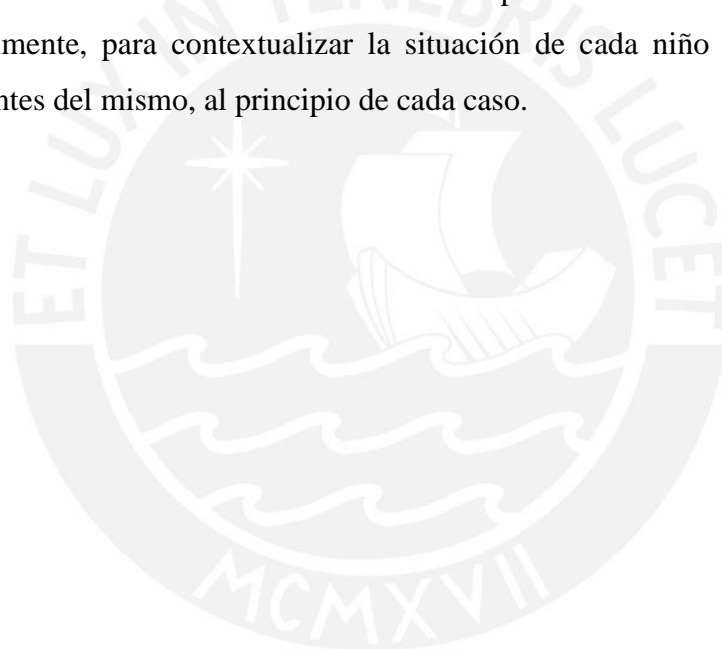 lmente, para contextualizar la situación de cada niño
ntes del mismo, al principio de cada caso.
ET LUX IN TENEBRIS LUCET
MCMXVII